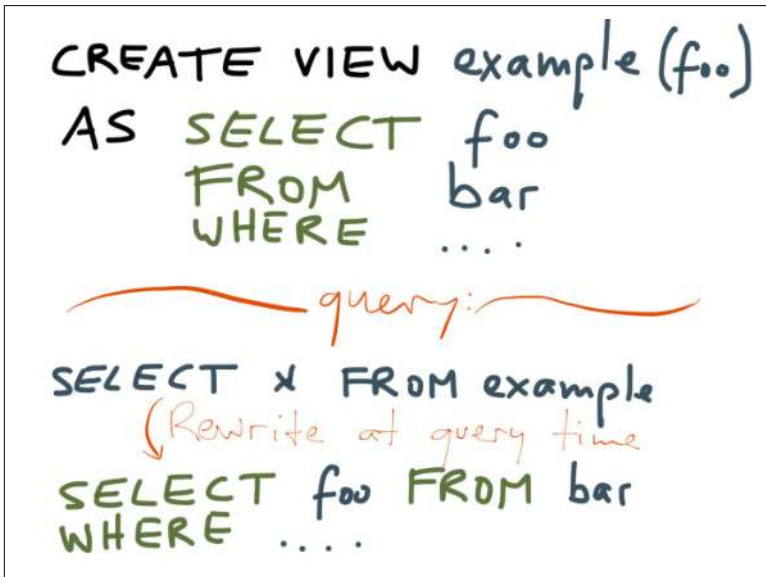 CREATE VIEW example (foo)
AS SELECT foo
FROM bar
WHERE ....
query:
SELECT * FROM example
Rewrite at query time
SELECT foo FROM bar
WHERE ....